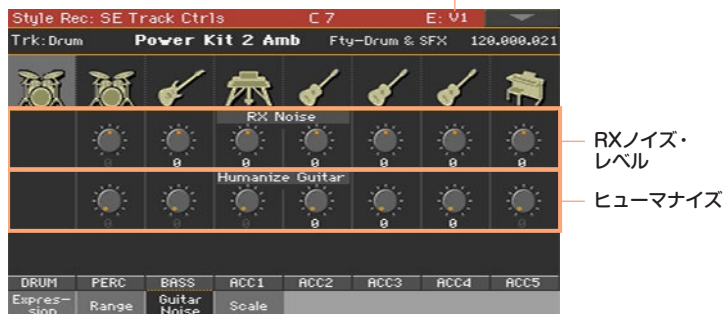 Style Rec: SE Track Ctrls C 7 E: V1
Trk: Drum Power Kit 2 Amb Fty-Drum & SFX 120.000.021
RX Noise
0 0 0 0 0 0 0
RXノイズ・
レベル
Humanize Guitar
0 0 0 0 0 0 0
ヒューマナイズ
DRUM PERC BASS ACC1 ACC2 ACC3 ACC4 ACC5
Expres-
sion Range Guitar
Noise Scale